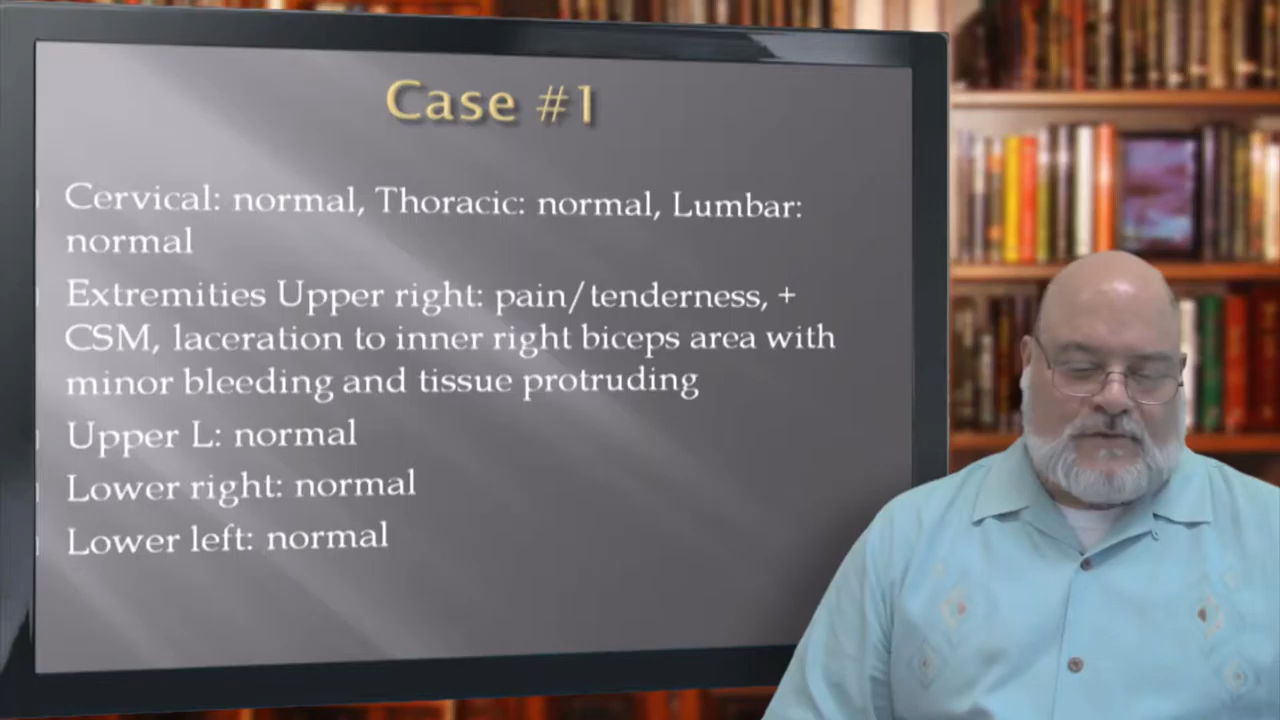 Case #1
Cervical: normal, Thoracic: normal, Lumbar:
normal
Extremities Upper right: pain/tenderness, +
CSM, laceration to inner right biceps area with
minor bleeding and tissue protruding
Upper L: normal
Lower right: normal
Lower left: normal